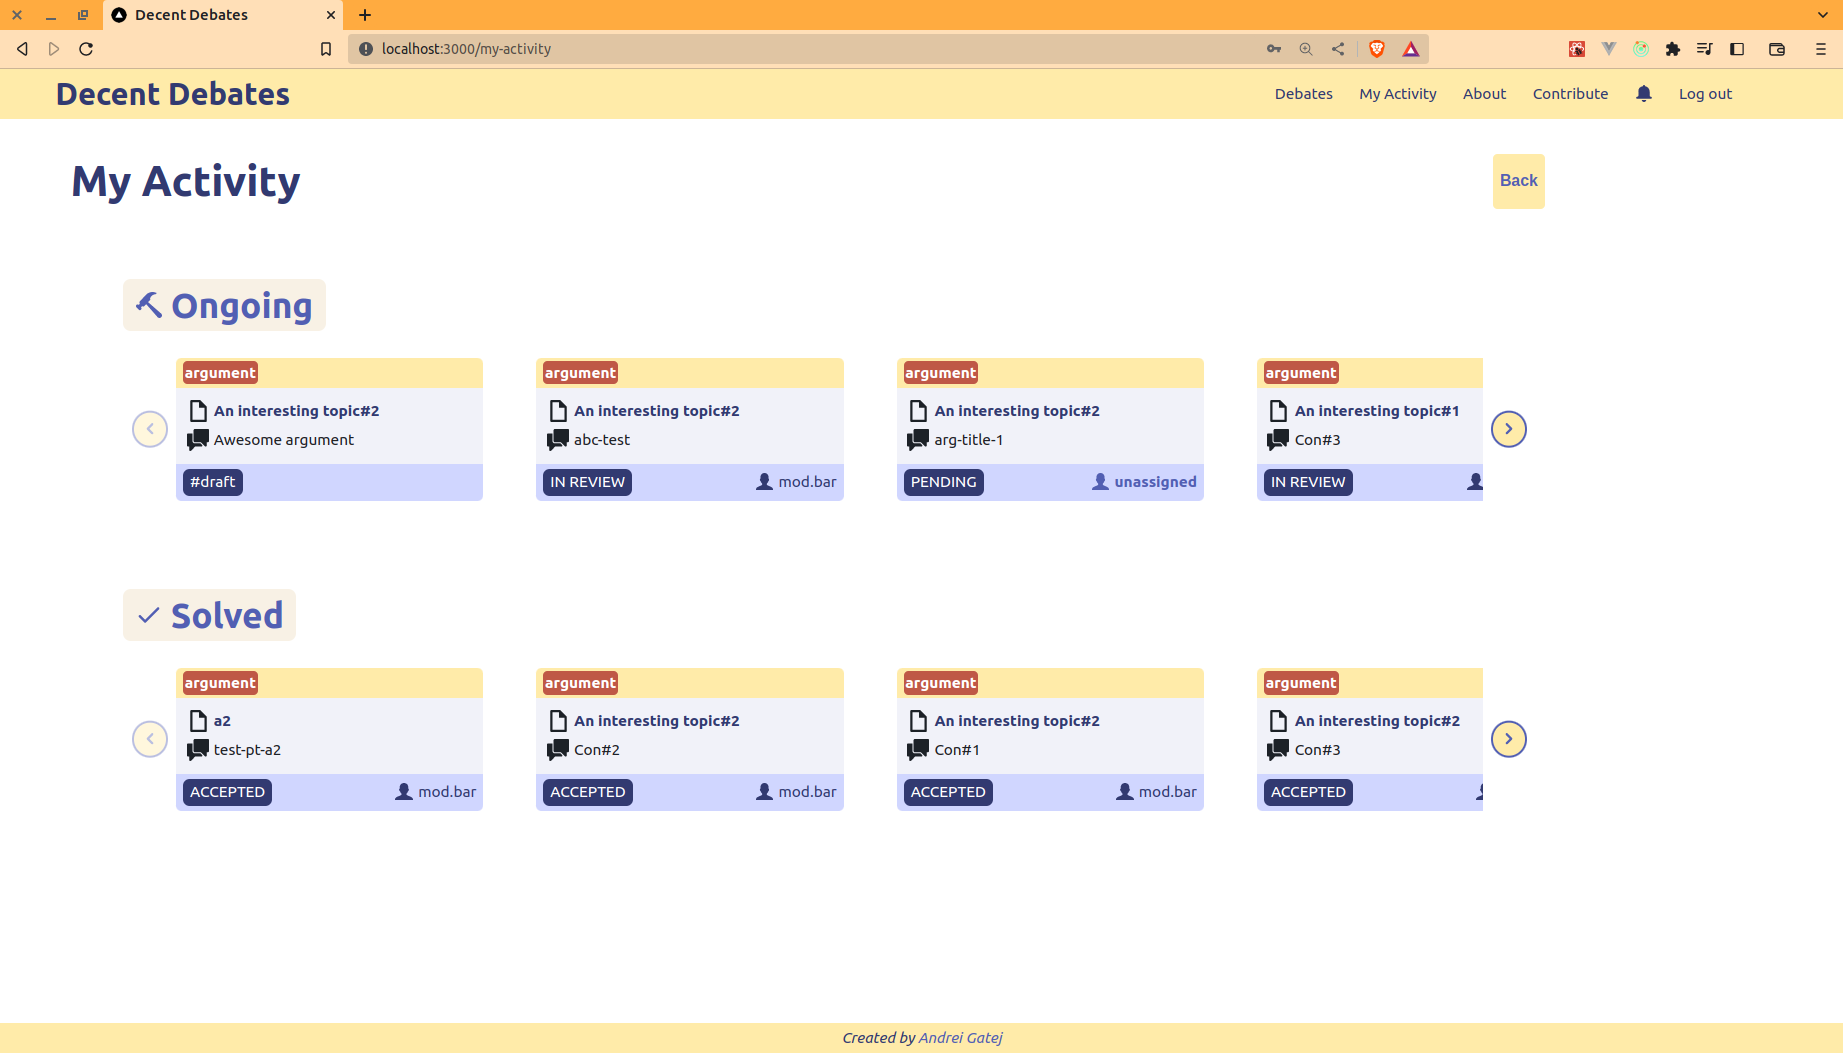 Decent Debates
localhost:3000/my-activity
Decent Debates
Debates My Activity About Contribute Log out
My Activity
Back
Ongoing
argument argument argument argument
An interesting topic#2 An interesting topic#2 An interesting topic#2 An interesting topic#1
Awesome argument abc-test arg-title-1 Con#3
#draft IN REVIEW mod.bar PENDING unassigned IN REVIEW
Solved
argument argument argument argument
a2 An interesting topic#2 An interesting topic#2 An interesting topic#2
test-pt-a2 Con#2 Con#1 Con#3
ACCEPTED mod.bar ACCEPTED mod.bar ACCEPTED mod.bar ACCEPTED
Created by Andrei Gatej